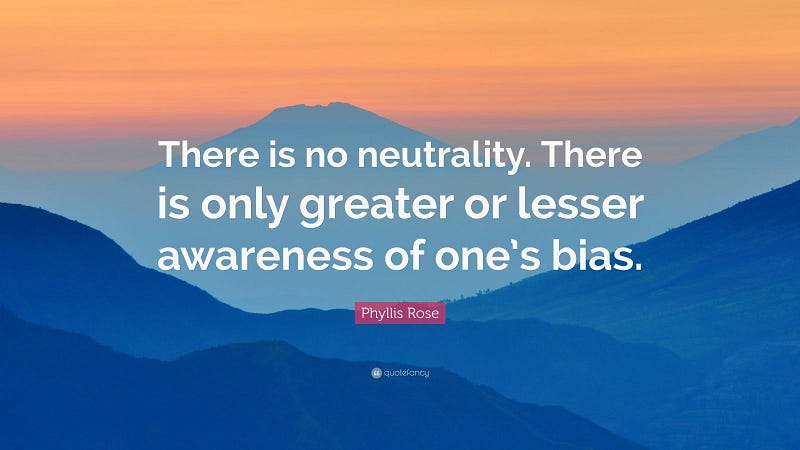 There is no neutrality. There
is only greater or lesser
awareness of one’s bias.
Phyllis Rose
quotefancy